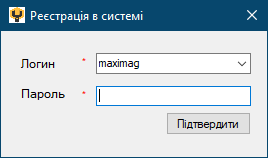 Реєстрація в системі
Логин * maximag
Пароль *
Підтвердити